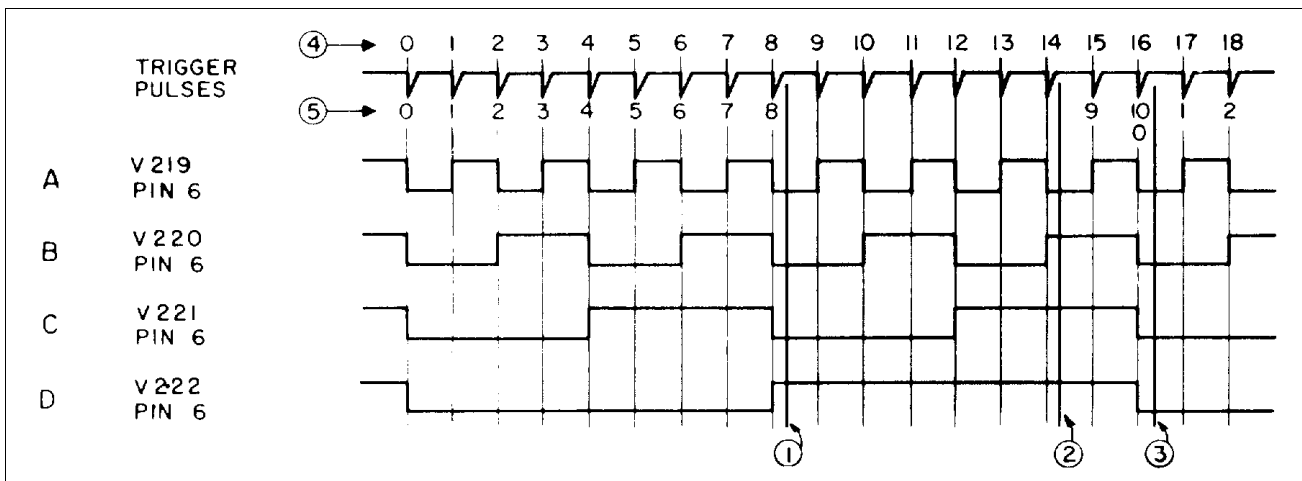 ④ 0 1 2 3 4 5 6 7 8 9 10 11 12 13 14 15 16 17 18
TRIGGER
PULSES
⑤ 0 1 2 3 4 5 6 7 8 9 10 1 2
0
A
V219
PIN 6
B
V220
PIN 6
C
V221
PIN 6
D
V222
PIN 6
① ② ③